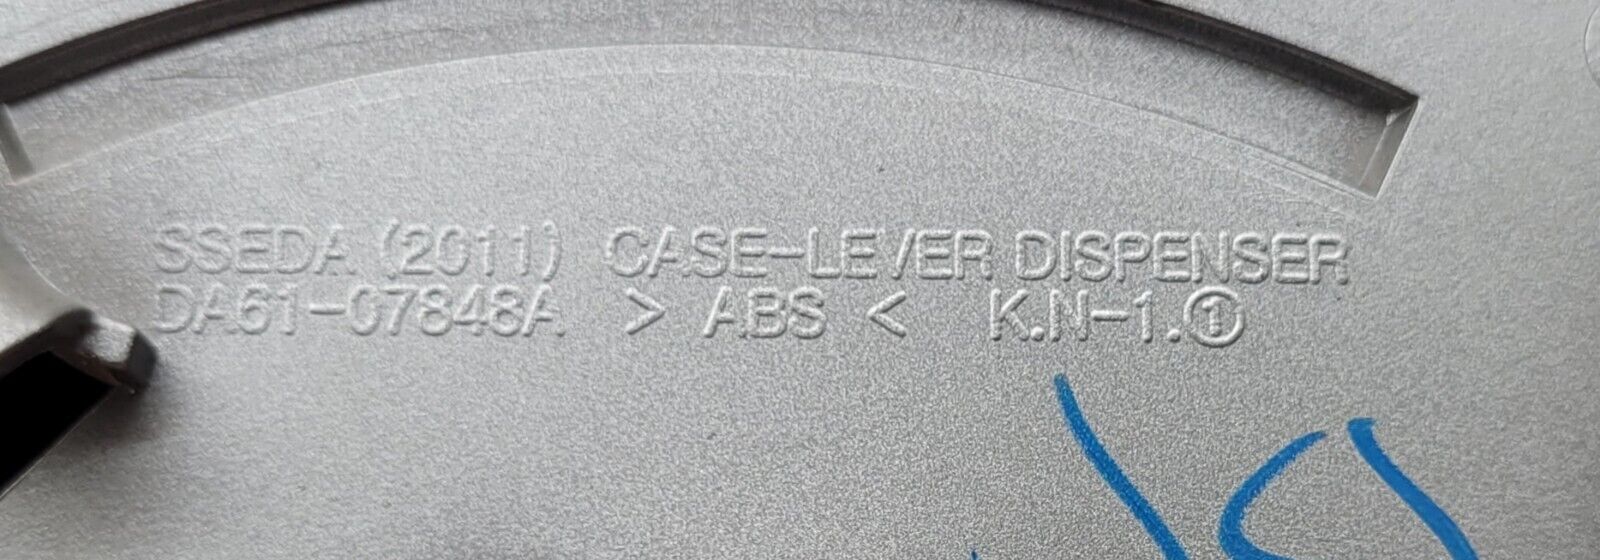 SSEDA (2011) CASE-LEVER DISPENSER
DA61-07848A > ABS < K.N-1.①